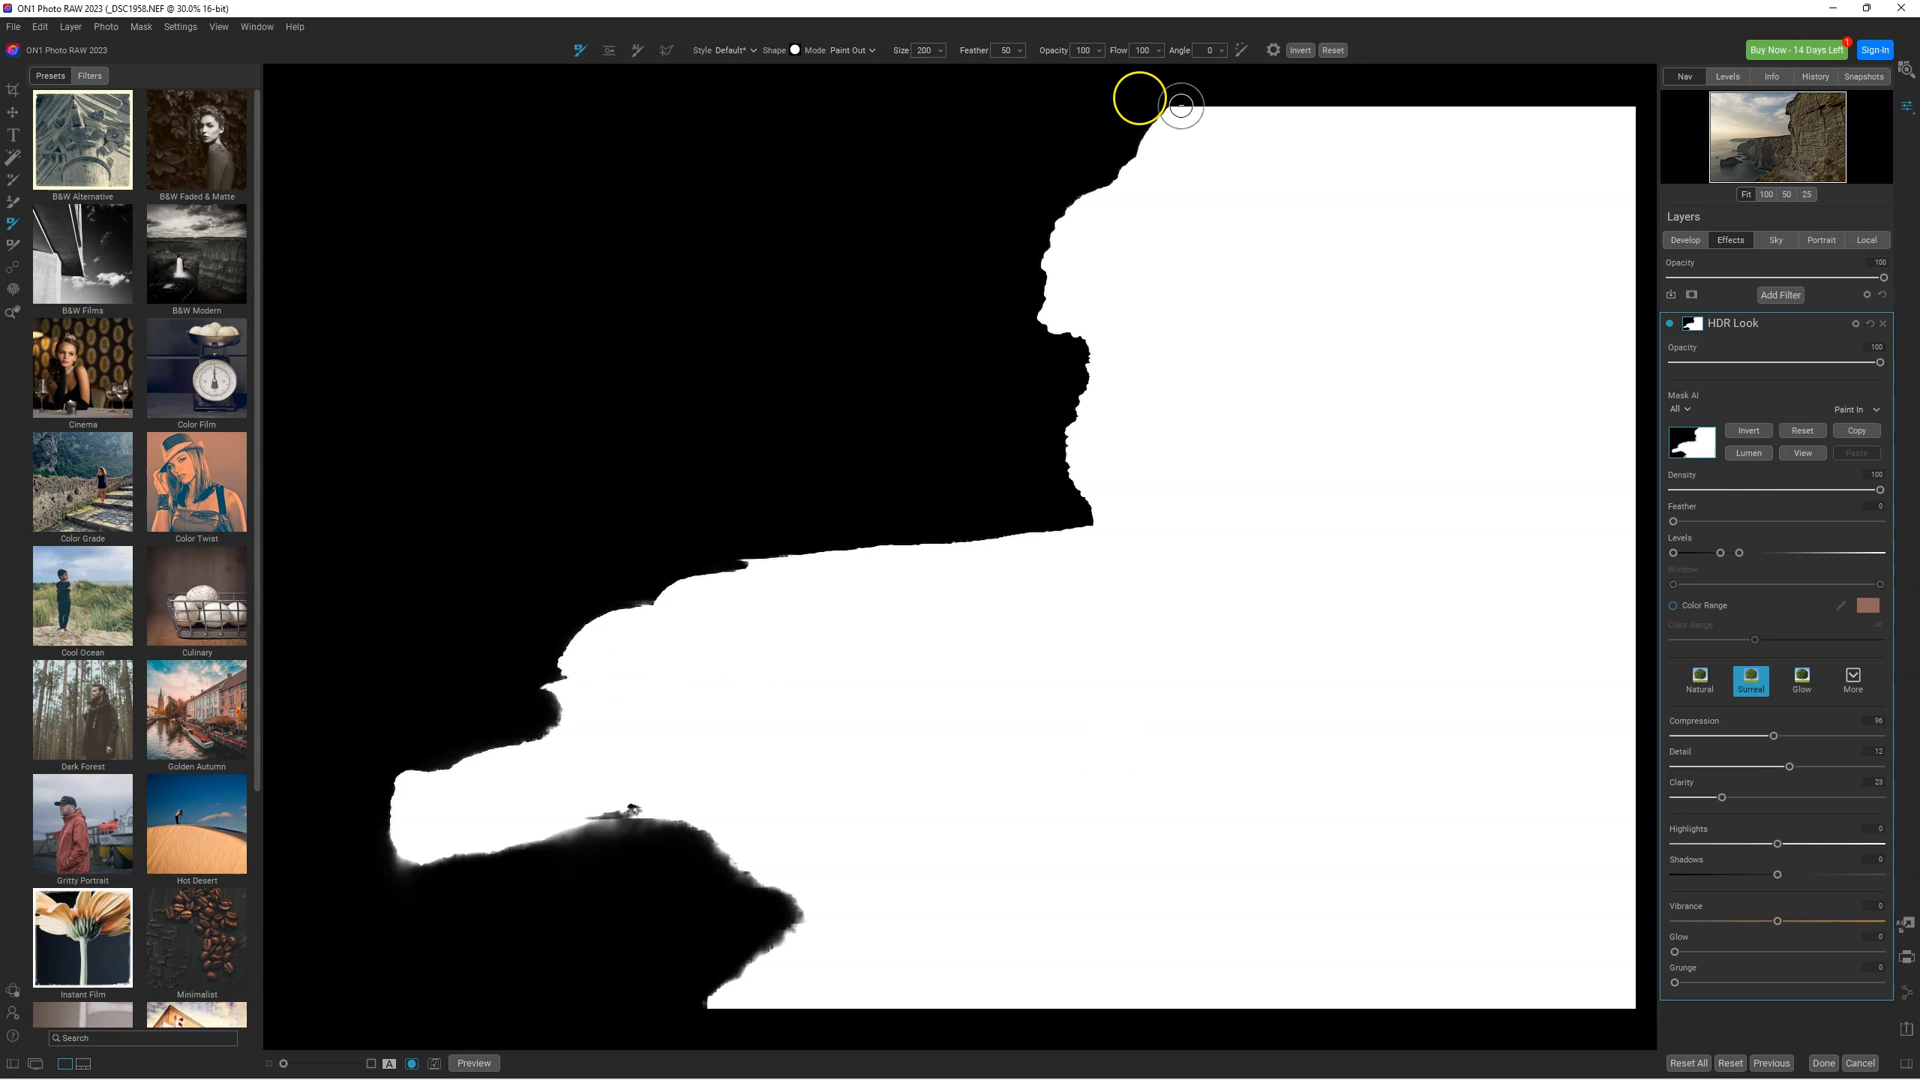 ON1 Photo RAW 2023 (_DSC1958.NEF @ 30.0% 16-bit)
File Edit Layer Photo Mask Settings View Window Help
ON1 Photo RAW 2023
Style Default* Shape Mode Paint Out Size 200 Feather 50 Opacity 100 Flow 100 Angle 0 Invert Reset
Buy Now - 14 Days Left 1 Sign-In
Presets Filters
B&W Alternative B&W Faded & Matte
B&W Films B&W Modern
Cinema Color Film
Color Grade Color Twist
Cool Ocean Culinary
Dark Forest Golden Autumn
Gritty Portrait Hot Desert
Instant Film Minimalist
Search
A Preview
Nav Levels Info History Snapshots
Fit 100 50 25
Layers
Develop Effects Sky Portrait Local
Opacity 100
Add Filter
HDR Look
Opacity 100
Mask AI
All Paint In
Invert Reset Copy
Lumen View Paste
Density 100
Feather 0
Levels
Window
Color Range
Color Range 40
Natural Surreal Glow More
Compression 96
Detail 12
Clarity 23
Highlights 0
Shadows 0
Vibrance 0
Glow 0
Grunge 0
Reset All Reset Previous Done Cancel